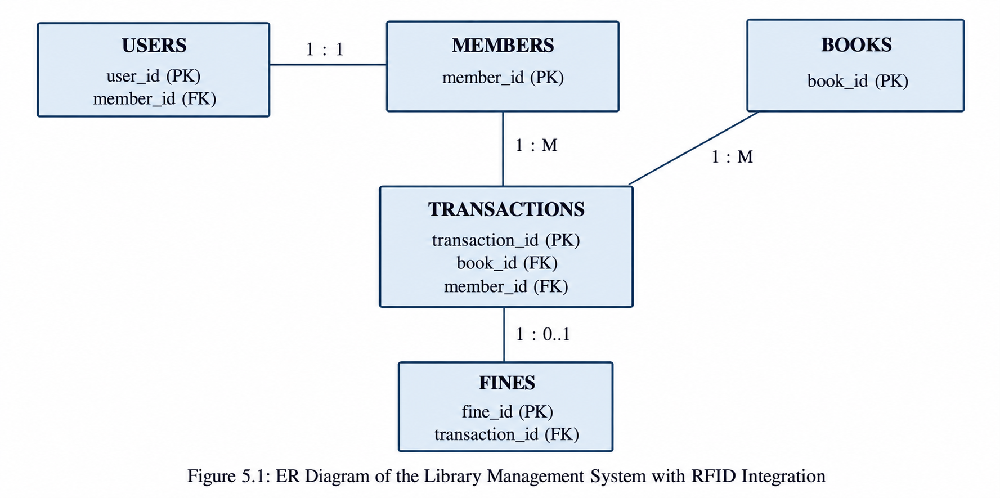 USERS
user_id (PK)
member_id (FK)
1 : 1
MEMBERS
member_id (PK)
BOOKS
book_id (PK)
1 : M
1 : M
TRANSACTIONS
transaction_id (PK)
book_id (FK)
member_id (FK)
1 : 0..1
FINES
fine_id (PK)
transaction_id (FK)
Figure 5.1: ER Diagram of the Library Management System with RFID Integration